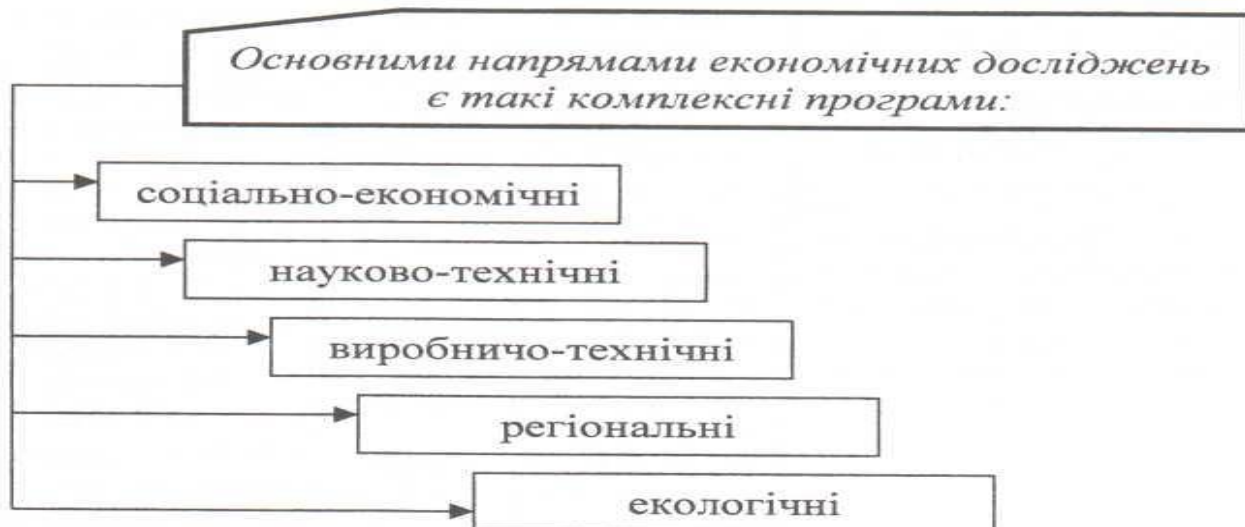 Основними напрямами економічних досліджень
є такі комплексні програми:
соціально-економічні
науково-технічні
виробничо-технічні
регіональні
екологічні